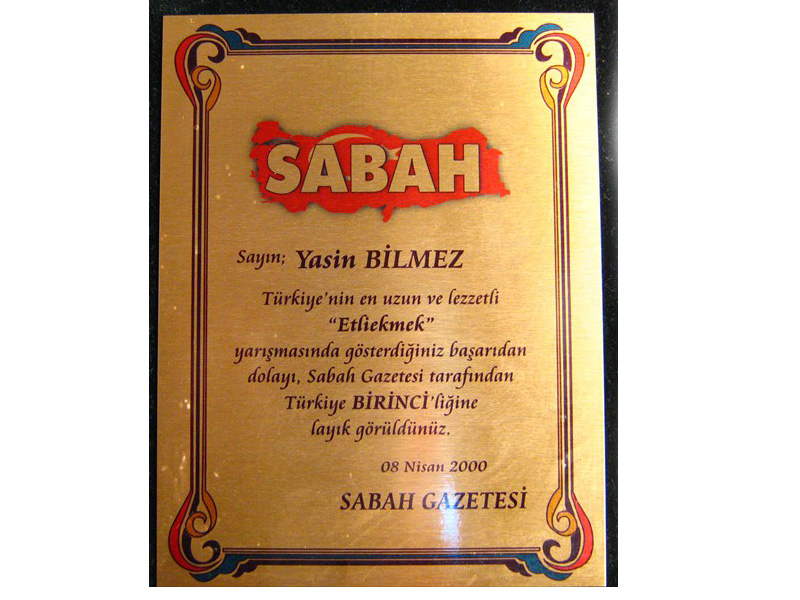 SABAH
Sayın; Yasin BİLMEZ
Türkiye'nin en uzun ve lezzetli
"Etliekmek"
yarışmasında gösterdiğiniz başarıdan
dolayı, Sabah Gazetesi tarafından
Türkiye BİRİNCİ'liğine
layık görüldünüz.
08 Nisan 2000
SABAH GAZETESİ